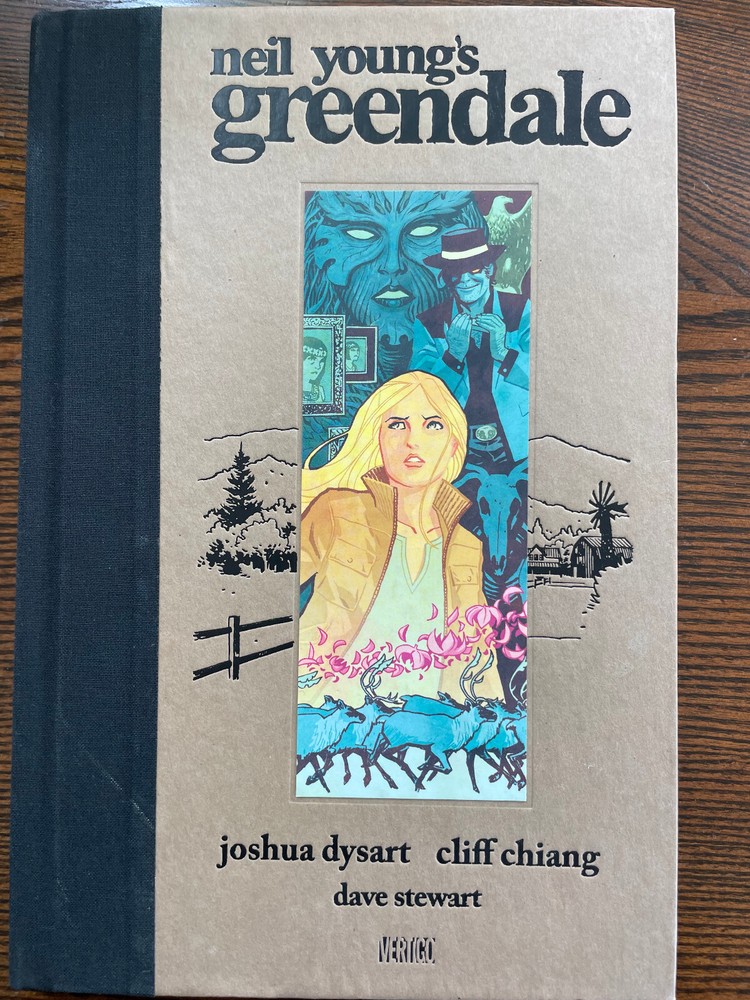 neil young's
greendale
joshua dysart cliff chiang
dave stewart
VERTIGO